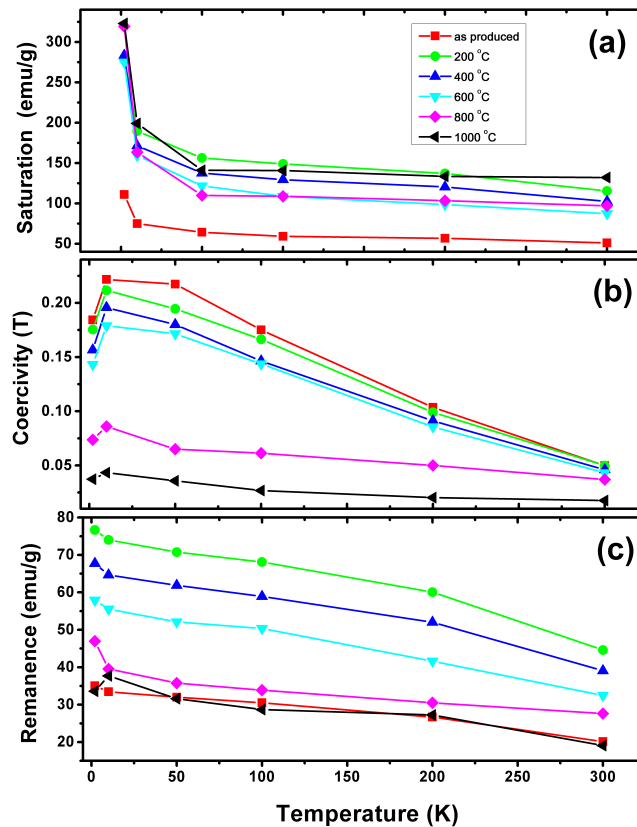 (a)
as produced
200 °C
400 °C
600 °C
800 °C
1000 °C
Saturation (emu/g)
300
250
200
150
100
50
(b)
Coercivity (T)
0.20
0.15
0.10
0.05
(c)
Remanence (emu/g)
80
70
60
50
40
30
20
0 50 100 150 200 250 300
Temperature (K)